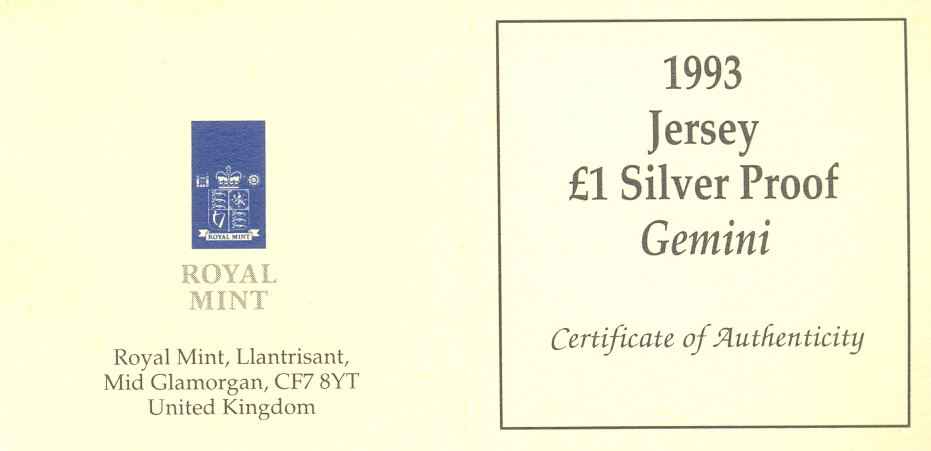 ROYAL MINT
ROYAL
MINT
Royal Mint, Llantrisant,
Mid Glamorgan, CF7 8YT
United Kingdom
1993
Jersey
£1 Silver Proof
Gemini
Certificate of Authenticity